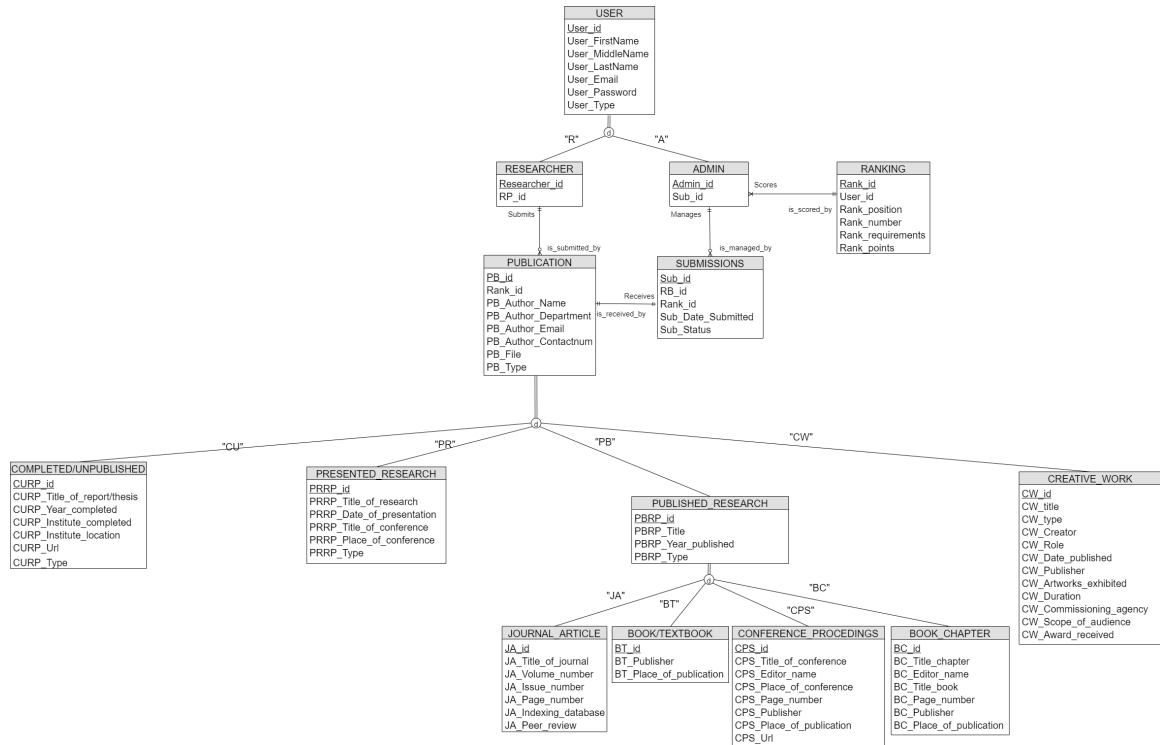 USER
User_id
User_FirstName
User_MiddleName
User_LastName
User_Email
User_Password
User_Type
d
"R"
"A"
RESEARCHER
Researcher_id
RP_id
ADMIN
Admin_id
Sub_id
RANKING
Rank_id
User_id
Rank_position
Rank_number
Rank_requirements
Rank_points
Scores
is_scored_by
Submits
is_submitted_by
Manages
is_managed_by
PUBLICATION
PB_id
Rank_id
PB_Author_Name
PB_Author_Department
PB_Author_Email
PB_Author_Contactnum
PB_File
PB_Type
Receives
is_received_by
SUBMISSIONS
Sub_id
RB_id
Rank_id
Sub_Date_Submitted
Sub_Status
d
"CU"
"PR"
"PB"
"CW"
COMPLETED/UNPUBLISHED
CURP_id
CURP_Title_of_report/thesis
CURP_Year_completed
CURP_Institute_completed
CURP_Institute_location
CURP_Url
CURP_Type
PRESENTED_RESEARCH
PRRP_id
PRRP_Title_of_research
PRRP_Date_of_presentation
PRRP_Title_of_conference
PRRP_Place_of_conference
PRRP_Type
PUBLISHED_RESEARCH
PBRP_id
PBRP_Title
PBRP_Year_published
PBRP_Type
CREATIVE_WORK
CW_id
CW_title
CW_type
CW_Creator
CW_Role
CW_Date_published
CW_Publisher
CW_Artworks_exhibited
CW_Duration
CW_Commissioning_agency
CW_Scope_of_audience
CW_Award_received
d
"JA"
"BT"
"CPS"
"BC"
JOURNAL_ARTICLE
JA_id
JA_Title_of_journal
JA_Volume_number
JA_Issue_number
JA_Page_number
JA_Indexing_database
JA_Peer_review
BOOK/TEXTBOOK
BT_id
BT_Publisher
BT_Place_of_publication
CONFERENCE_PROCEDINGS
CPS_id
CPS_Title_of_conference
CPS_Editor_name
CPS_Place_of_conference
CPS_Page_number
CPS_Publisher
CPS_Place_of_publication
CPS_Url
BOOK_CHAPTER
BC_id
BC_Title_chapter
BC_Editor_name
BC_Title_book
BC_Page_number
BC_Publisher
BC_Place_of_publication